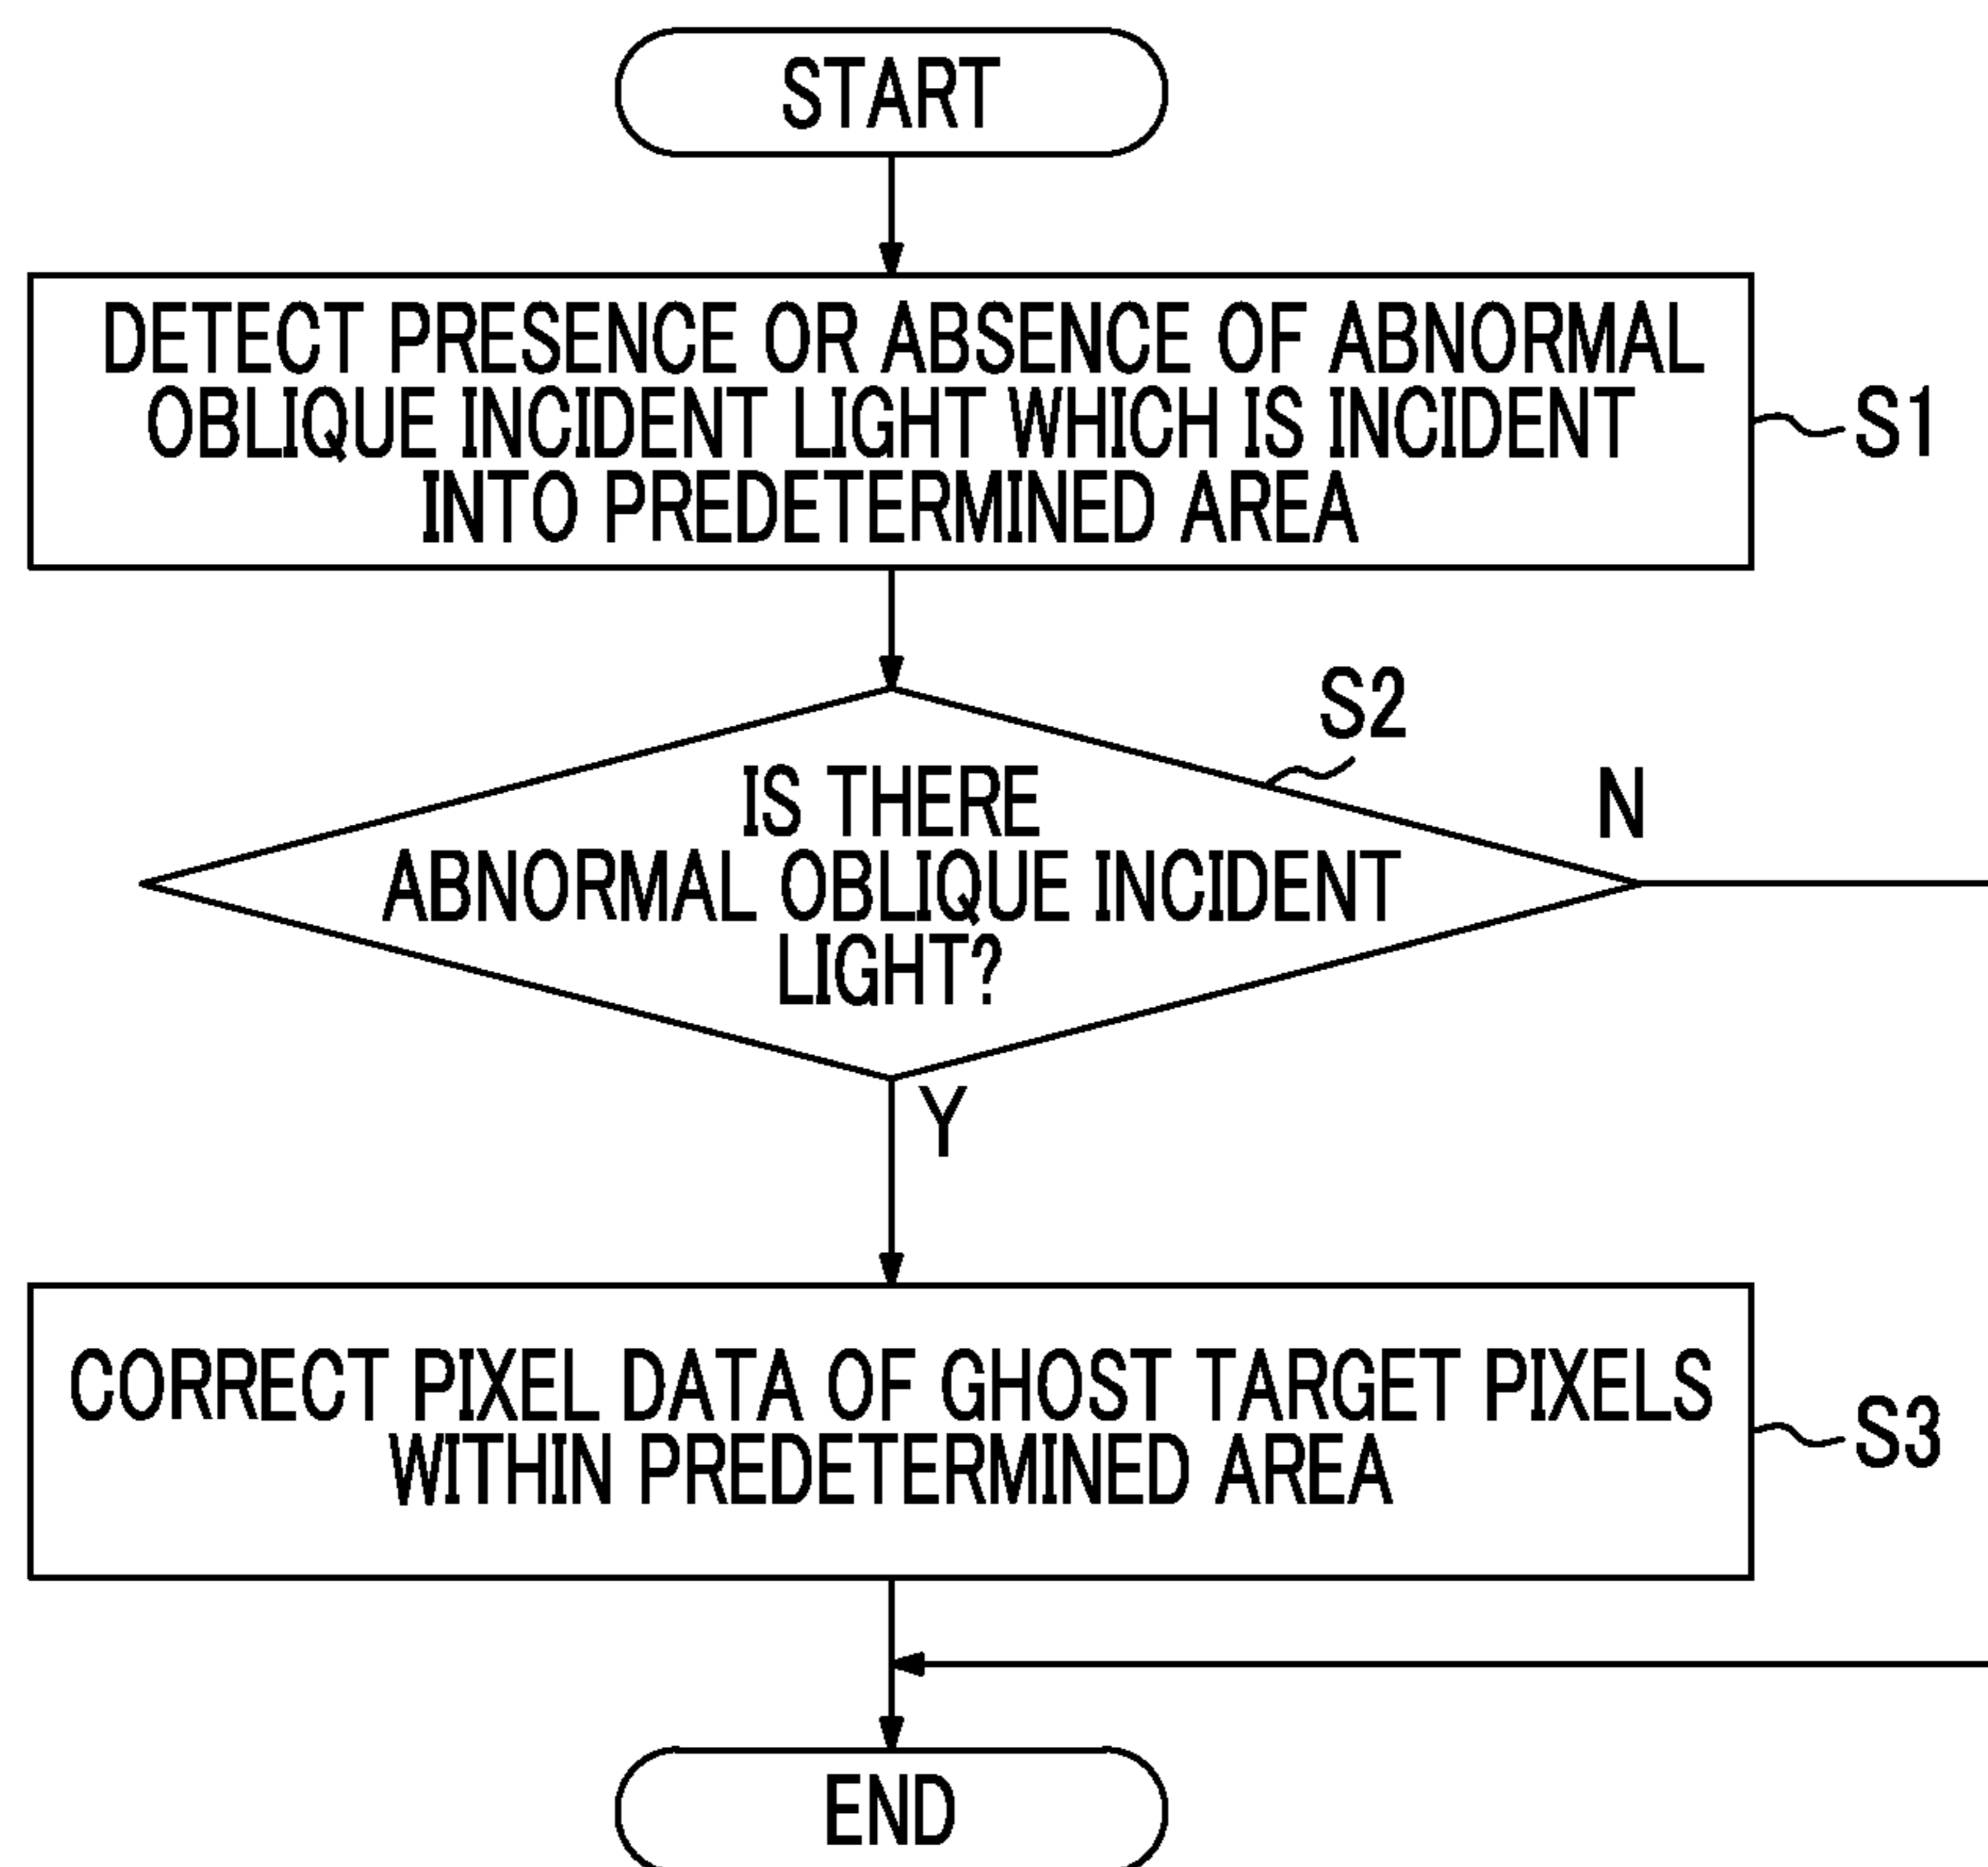 START
DETECT PRESENCE OR ABSENCE OF ABNORMAL
OBLIQUE INCIDENT LIGHT WHICH IS INCIDENT
INTO PREDETERMINED AREA
S1
S2
IS THERE
ABNORMAL OBLIQUE INCIDENT
LIGHT?
N
Y
CORRECT PIXEL DATA OF GHOST TARGET PIXELS
WITHIN PREDETERMINED AREA
S3
END